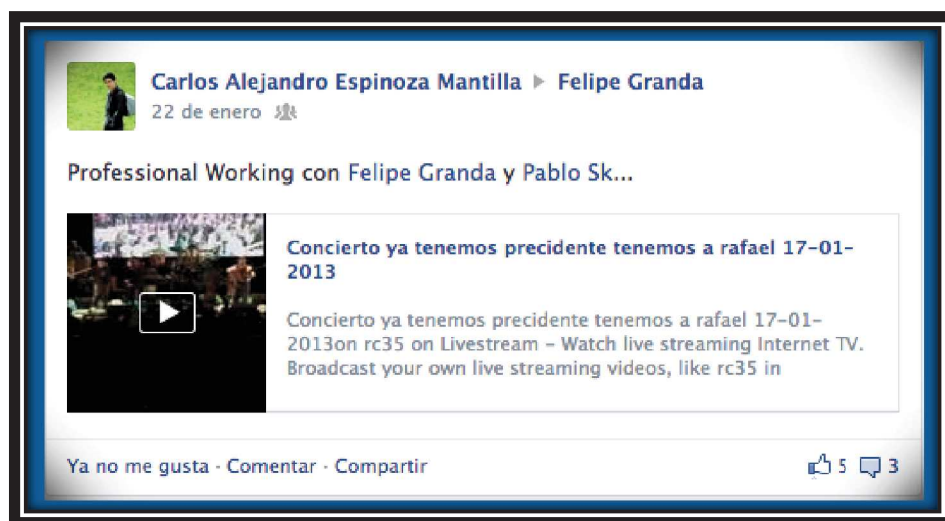 Carlos Alejandro Espinoza Mantilla ▸ Felipe Granda
22 de enero
Professional Working con Felipe Granda y Pablo Sk...
Concierto ya tenemos precidente tenemos a rafael 17-01-
2013
Concierto ya tenemos precidente tenemos a rafael 17-01-
2013on rc35 on Livestream - Watch live streaming Internet TV.
Broadcast your own live streaming videos, like rc35 in
Ya no me gusta · Comentar · Compartir 5 3